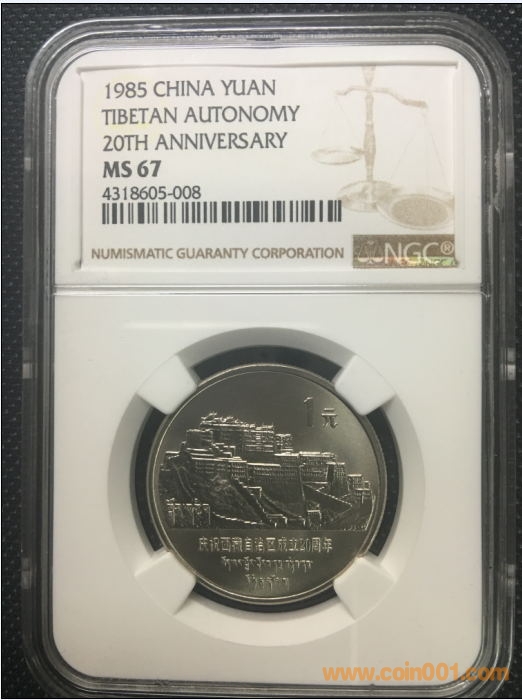 1985 CHINA YUAN
TIBETAN AUTONOMY
20TH ANNIVERSARY
MS 67
4318605-008
NUMISMATIC GUARANTY CORPORATION
NGC®
1元
庆祝西藏自治区成立20周年
www.coin001.com